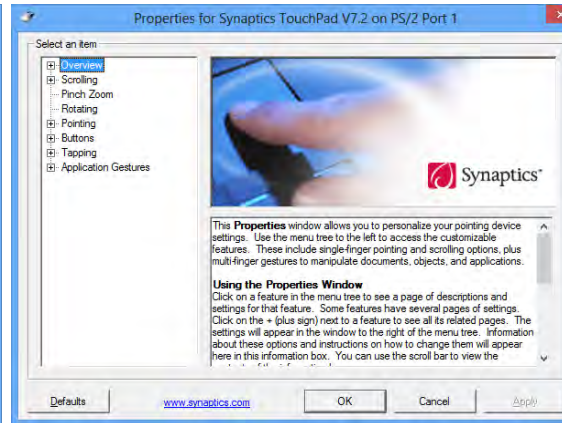 Properties for Synaptics TouchPad V7.2 on PS/2 Port 1
x
Select an item
Overview
Scrolling
Pinch Zoom
Rotating
Pointing
Buttons
Tapping
Application Gestures
Synaptics
This Properties window allows you to personalize your pointing device
settings. Use the menu tree to the left to access the customizable
features. These include single-finger pointing and scrolling options, plus
multi-finger gestures to manipulate documents, objects, and applications.
Using the Properties Window
Click on a feature in the menu tree to see a page of descriptions and
settings for that feature. Some features have several pages of settings.
Click on the + (plus sign) next to a feature to see all its related pages. The
settings will appear in the window to the right of the menu tree. Information
about these options and instructions on how to change them will appear
here in this information box. You can use the scroll bar to view the
Defaults
www.synaptics.com
OK
Cancel
Apply